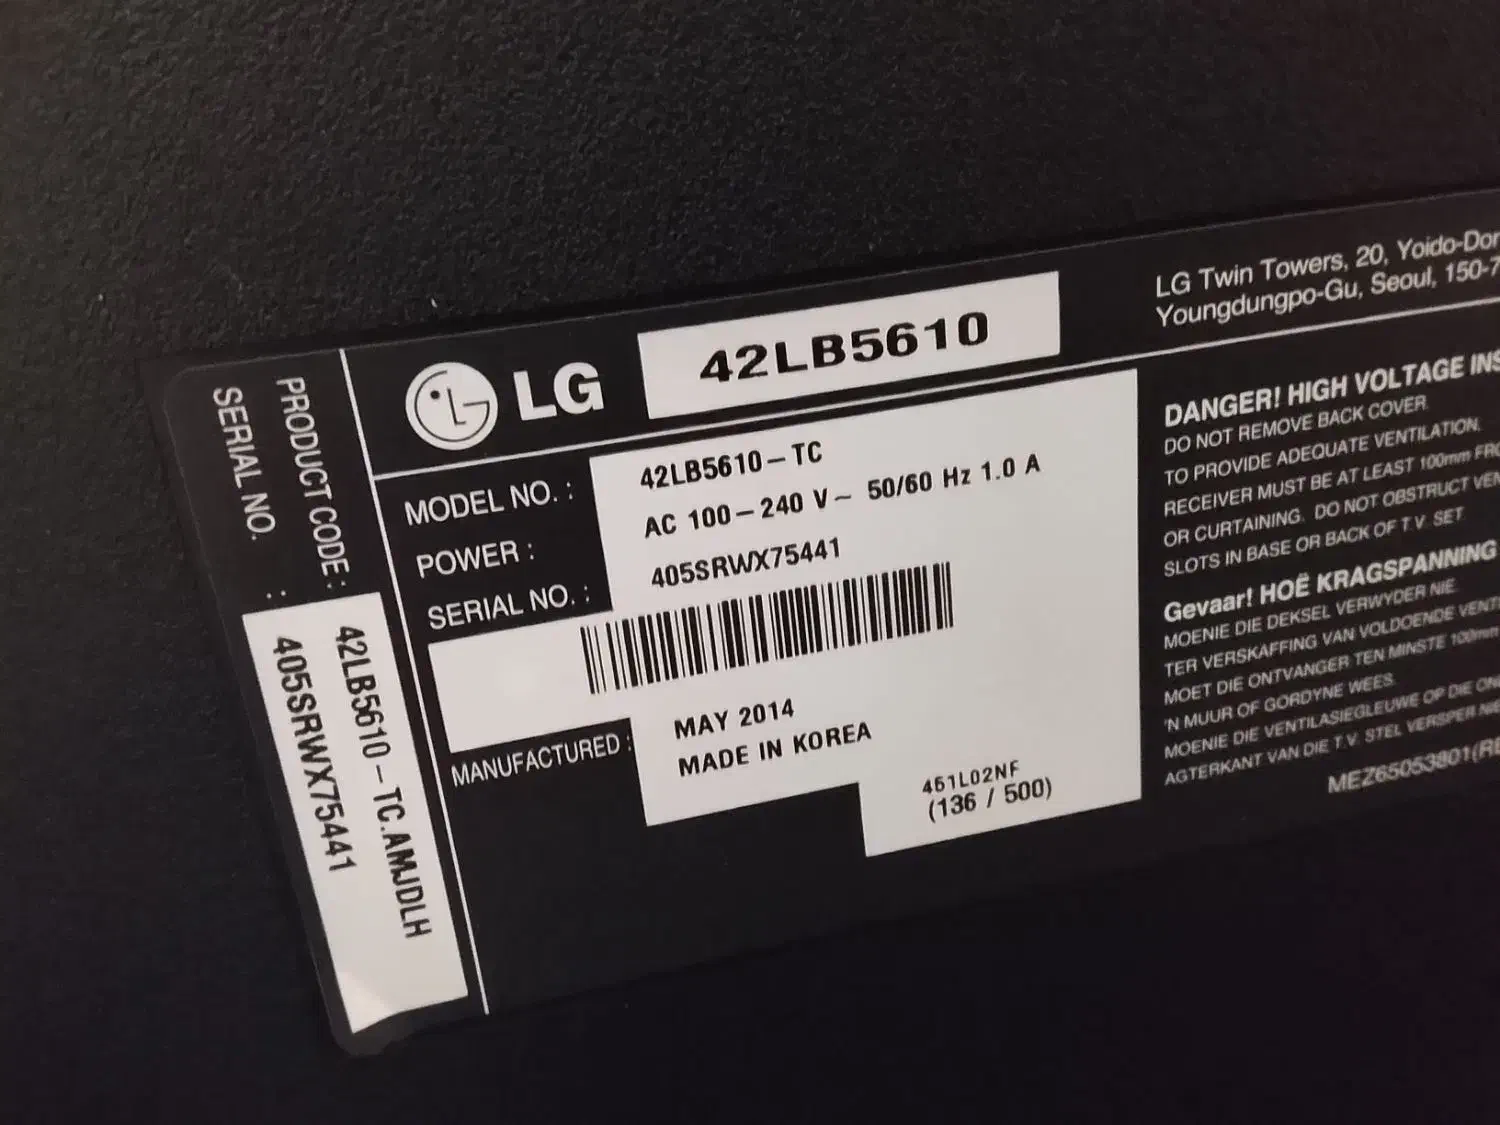 PRODUCT CODE : 42LB5610-TC.AMJDLH
SERIAL NO. : 405SRWX75441
LG 42LB5610
MODEL NO. : 42LB5610-TC
POWER : AC 100-240 V~ 50/60 Hz 1.0 A
SERIAL NO. : 405SRWX75441
MANUFACTURED : MAY 2014
MADE IN KOREA
461L02NF
(136 / 500)
LG Twin Towers, 20, Yoido-Don
Youngdungpo-Gu, Seoul, 150-7
DANGER! HIGH VOLTAGE INS
DO NOT REMOVE BACK COVER.
TO PROVIDE ADEQUATE VENTILATION,
RECEIVER MUST BE AT LEAST 100mm FRO
OR CURTAINING. DO NOT OBSTRUCT VEN
SLOTS IN BASE OR BACK OF T.V. SET.
Gevaar! HOË KRAGSPANNING
MOENIE DIE DEKSEL VERWYDER NIE.
TER VERSKAFFING VAN VOLDOENDE VENTI
MOET DIE ONTVANGER TEN MINSTE 100mm
'N MUUR OF GORDYNE WEES.
MOENIE DIE VENTILASIEGLEUWE OP DIE ON
AGTERKANT VAN DIE T.V. STEL VERSPER NIE
MEZ65053801(RE